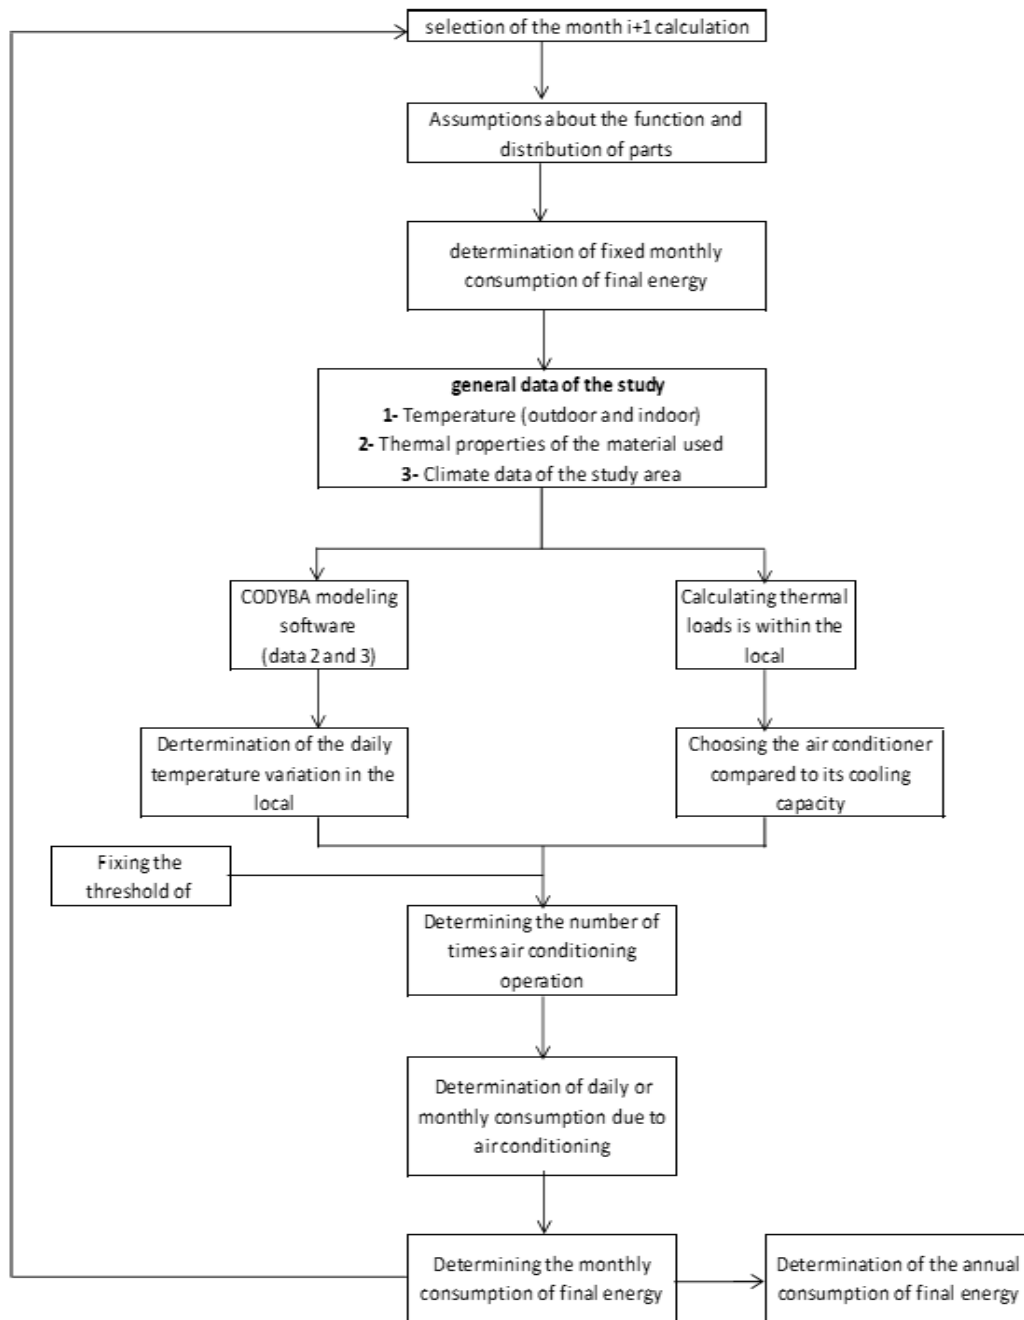 selection of the month i+1 calculation
Assumptions about the function and
distribution of parts
determination of fixed monthly
consumption of final energy
general data of the study
1- Temperature (outdoor and indoor)
2- Thermal properties of the material used
3- Climate data of the study area
CODYBA modeling
software
(data 2 and 3)
Calculating thermal
loads is within the
local
Dertermination of the daily
temperature variation in the
local
Choosing the air conditioner
compared to its cooling
capacity
Fixing the
threshold of
Determining the number of
times air conditioning
operation
Determination of daily or
monthly consumption due to
airconditioning
Determining the monthly
consumption of final energy
Determination of the annual
consumption of final energy